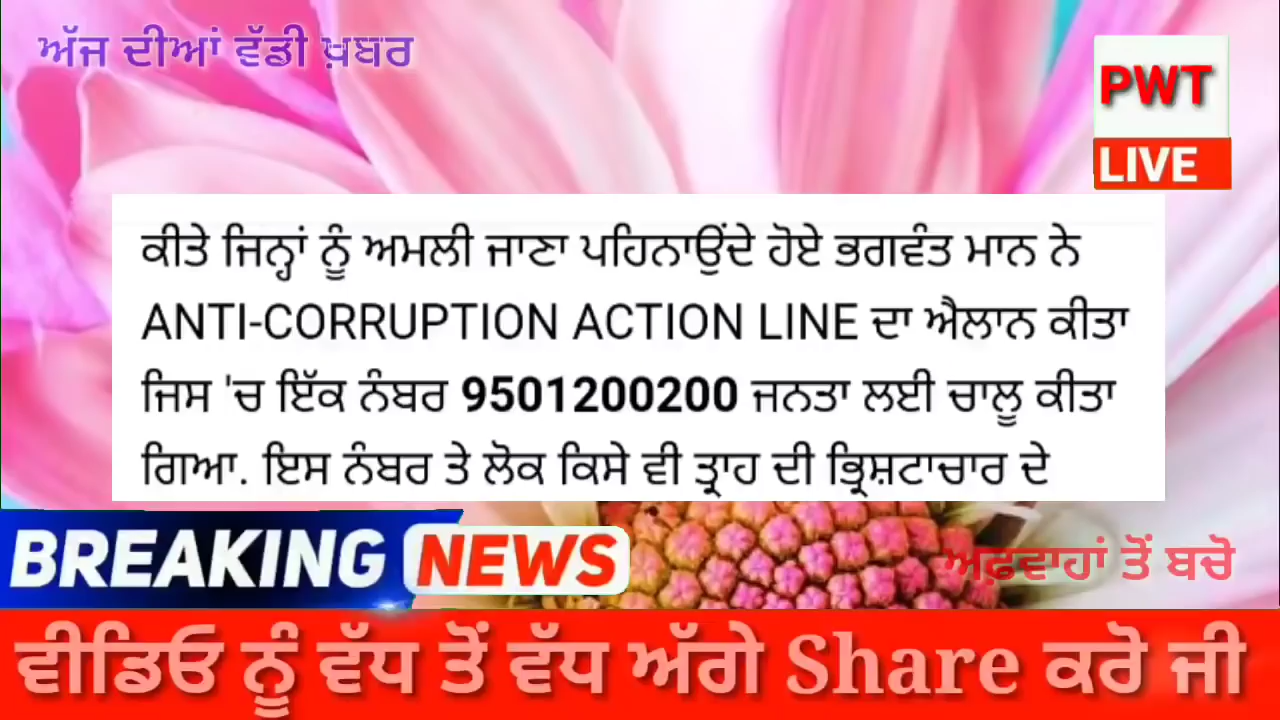 ਅੱਜ ਦੀਆਂ ਵੱਡੀ ਖ਼ਬਰ
PWT
LIVE
ਕੀਤੇ ਜਿਨ੍ਹਾਂ ਨੂੰ ਅਮਲੀ ਜਾਣਾ ਪਹਿਨਾਉਂਦੇ ਹੋਏ ਭਗਵੰਤ ਮਾਨ ਨੇ
ANTI-CORRUPTION ACTION LINE ਦਾ ਐਲਾਨ ਕੀਤਾ
ਜਿਸ 'ਚ ਇੱਕ ਨੰਬਰ 9501200200 ਜਨਤਾ ਲਈ ਚਾਲੂ ਕੀਤਾ
ਗਿਆ. ਇਸ ਨੰਬਰ ਤੇ ਲੋਕ ਕਿਸੇ ਵੀ ਤ੍ਰਾਹ ਦੀ ਭ੍ਰਿਸ਼ਟਾਚਾਰ ਦੇ
BREAKING NEWS
ਅਫ਼ਵਾਹਾਂ ਤੋਂ ਬਚੋ
ਵੀਡਿਓ ਨੂੰ ਵੱਧ ਤੋਂ ਵੱਧ ਅੱਗੇ Share ਕਰੋ ਜੀ